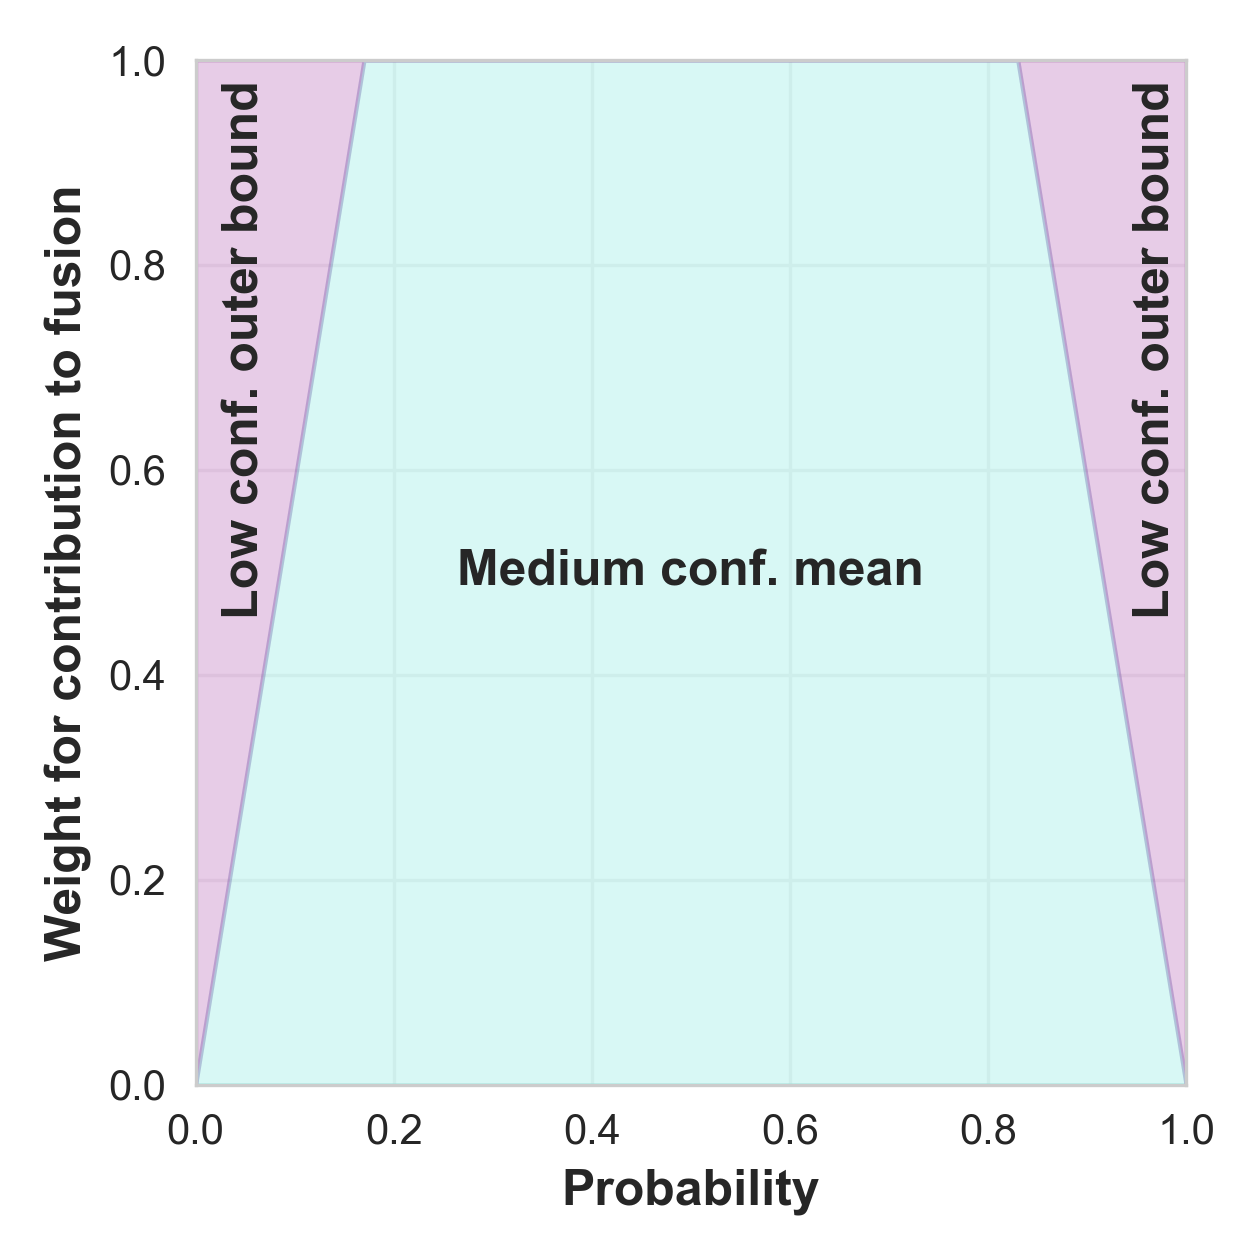 1.0
0.8
0.6
0.4
0.2
0.0
Weight for contribution to fusion
Low conf. outer bound
Medium conf. mean
Low conf. outer bound
0.0 0.2 0.4 0.6 0.8 1.0
Probability